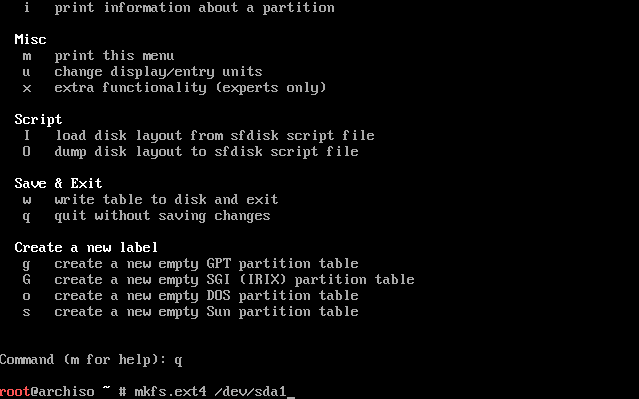 i print information about a partition
Misc
m print this menu
u change display/entry units
x extra functionality (experts only)
Script
I load disk layout from sfdisk script file
O dump disk layout to sfdisk script file
Save & Exit
w write table to disk and exit
q quit without saving changes
Create a new label
g create a new empty GPT partition table
G create a new empty SGI (IRIX) partition table
o create a new empty DOS partition table
s create a new empty Sun partition table
Command (m for help): q
root@archiso ~ # mkfs.ext4 /dev/sda1_